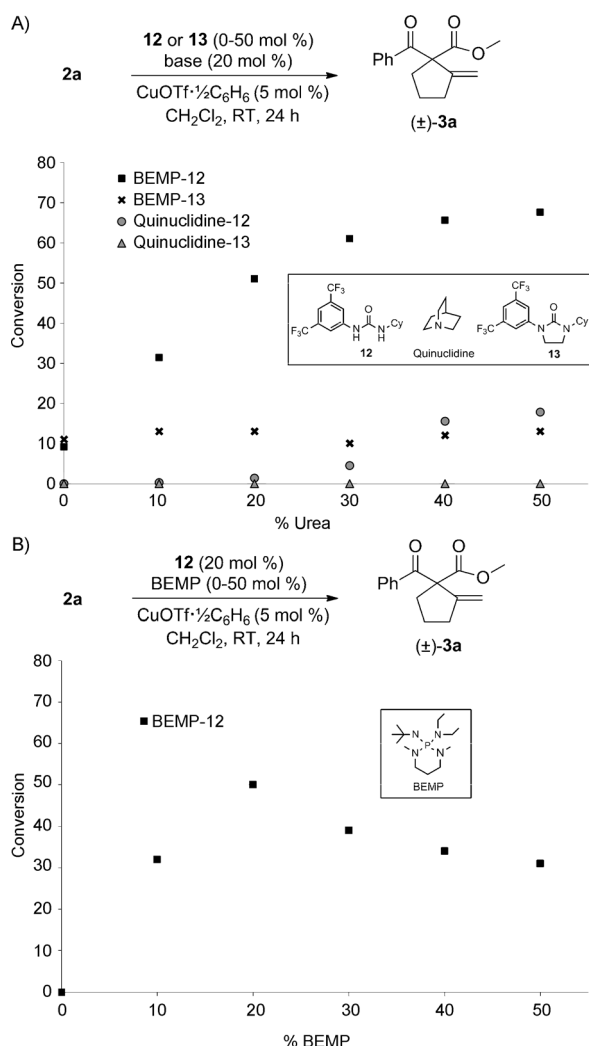 A)
12 or 13 (0-50 mol %)
base (20 mol %)
2a
CuOTf·½C₆H₆ (5 mol %)
CH₂Cl₂, RT, 24 h
O O
Ph O
(±)-3a
80
70
60
50
40
30
20
10
0
Conversion
BEMP-12
BEMP-13
Quinuclidine-12
Quinuclidine-13
CF₃
F₃C
O
N N Cy
H H
12
N
Quinuclidine
CF₃
F₃C
O
N N Cy
13
0 10 20 30 40 50
% Urea
B)
12 (20 mol %)
BEMP (0-50 mol %)
2a
CuOTf·½C₆H₆ (5 mol %)
CH₂Cl₂, RT, 24 h
O O
Ph O
(±)-3a
80
70
60
50
40
30
20
10
0
Conversion
BEMP-12
N N
P
N N
BEMP
0 10 20 30 40 50
% BEMP